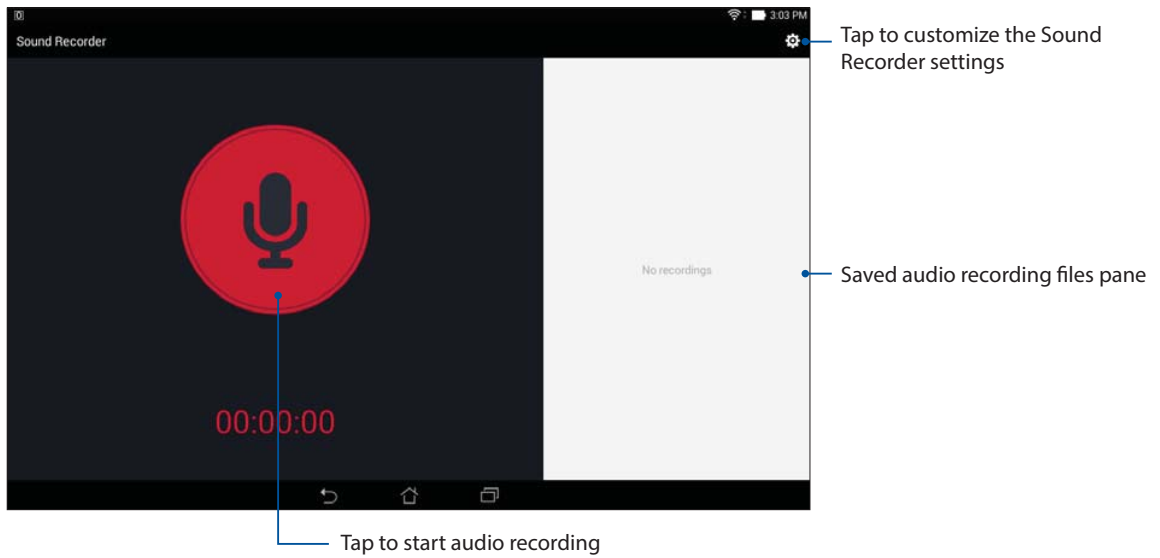 3:03 PM
Sound Recorder
Tap to customize the Sound
Recorder settings
No recordings
Saved audio recording files pane
00:00:00
Tap to start audio recording